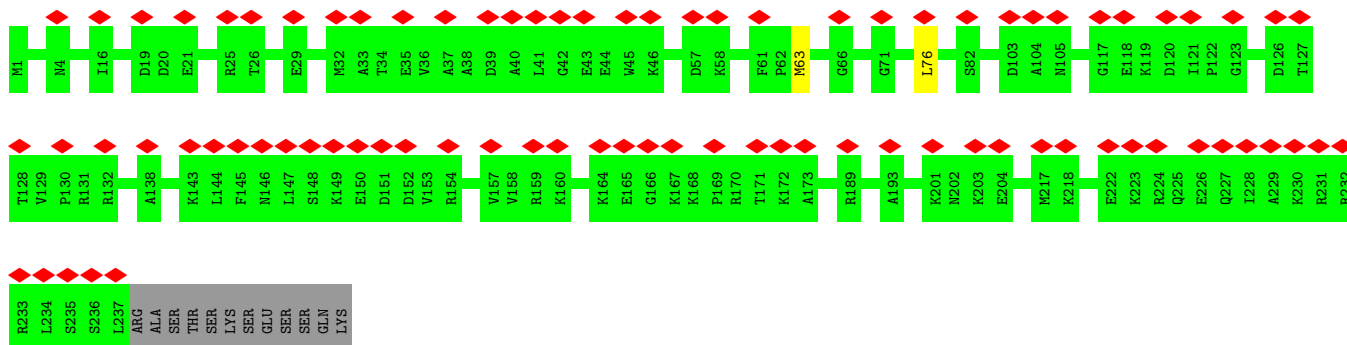 M1 N4 I16 D19 D20 E21 R25 T26 E29 M32 A33 T34 E35 V36 A37 A38 D39 A40 L41 G42 E43 E44 W45 K46 D57 K58 F61 P62 M63 G66 G71 L76 S82 D103 A104 N105 G117 E118 K119 D120 I121 P122 G123 D126 T127
T128 V129 P130 R131 R132 A138 K143 L144 F145 N146 L147 S148 K149 E150 D151 D152 V153 R154 V157 V158 R159 K160 K164 E165 G166 K167 K168 P169 R170 T171 K172 A173 R189 A193 K201 N202 K203 E204 M217 K218 E222 K223 R224 Q225 E226 Q227 I228 A229 K230 R231 R232
R233 L234 S235 S236 L237 ARG ALA SER THR SER LYS SER GLU SER SER GLN LYS